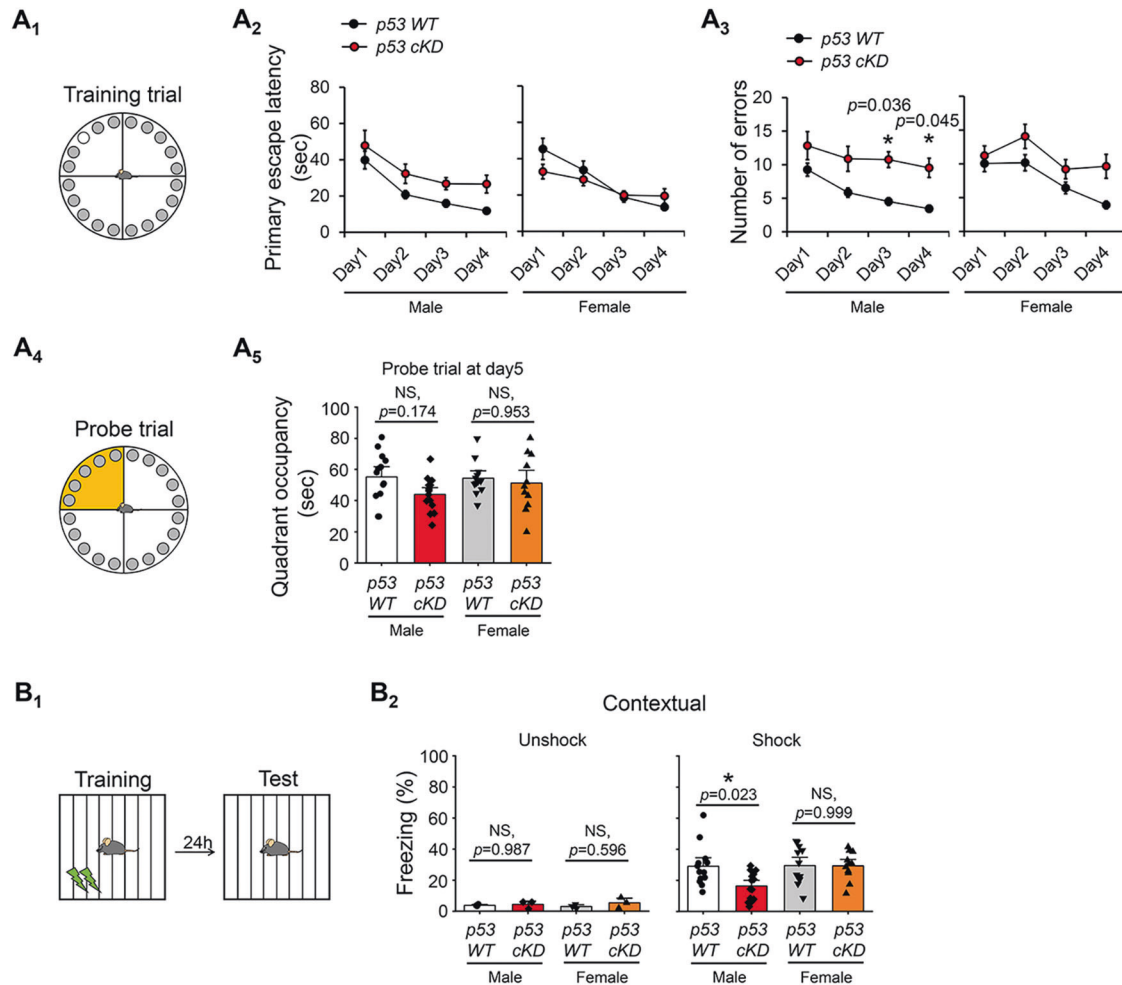 A1
Training trial
A2
p53 WT
p53 cKD
Primary escape latency
(sec)
80
60
40
20
0
Day1
Day2
Day3
Day4
Male
Day1
Day2
Day3
Day4
Female
A3
p53 WT
p53 cKD
Number of errors
20
15
10
5
0
p=0.036
*
p=0.045
*
Day1
Day2
Day3
Day4
Male
Day1
Day2
Day3
Day4
Female
A4
Probe trial
A5
Probe trial at day5
Quadrant occupancy
(sec)
100
80
60
40
20
0
NS,
p=0.174
NS,
p=0.953
p53 p53 p53 p53
WT cKD WT cKD
Male Female
B1
Training
24h
Test
B2
Contextual
Unshock
Freezing (%)
100
80
60
40
20
0
NS,
p=0.987
NS,
p=0.596
p53 p53 p53 p53
WT cKD WT cKD
Male Female
Shock
*
p=0.023
NS,
p=0.999
p53 p53 p53 p53
WT cKD WT cKD
Male Female